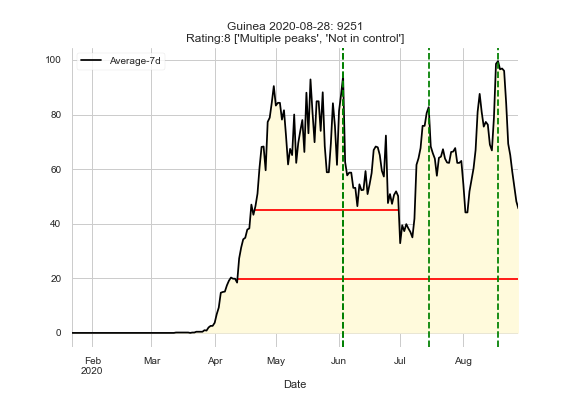 Guinea 2020-08-28: 9251
Rating:8 ['Multiple peaks', 'Not in control']
Average-7d
100
80
60
40
20
0
Feb Mar Apr May Jun Jul Aug
2020
Date